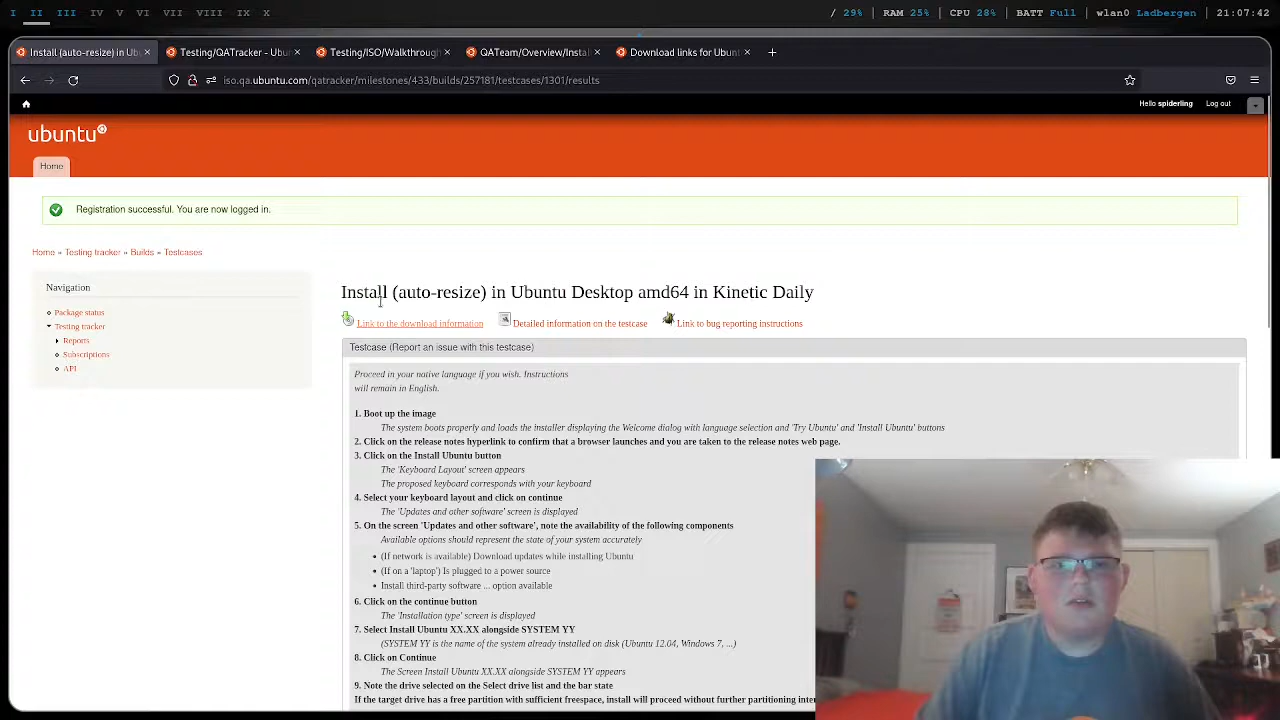 I II III IV V VI VII VIII IX X / 29% | RAM 25% | CPU 28% | BATT Full | wlan0 Ladbergen | 21:07:42
Install (auto-resize) in Ub × Testing/QATracker - Ubun × Testing/ISO/Walkthrough × QATeam/Overview/Instal × Download links for Ubunt × +
iso.qa.ubuntu.com/qatracker/milestones/433/builds/257181/testcases/1301/results
Hello spiderling Log out
ubuntu
Home
Registration successful. You are now logged in.
Home » Testing tracker » Builds » Testcases
Navigation
Package status
Testing tracker
Reports
Subscriptions
API
Install (auto-resize) in Ubuntu Desktop amd64 in Kinetic Daily
Link to the download information Detailed information on the testcase Link to bug reporting instructions
Testcase (Report an issue with this testcase)
Proceed in your native language if you wish. Instructions
will remain in English.
1. Boot up the image
The system boots properly and loads the installer displaying the Welcome dialog with language selection and 'Try Ubuntu' and 'Install Ubuntu' buttons
2. Click on the release notes hyperlink to confirm that a browser launches and you are taken to the release notes web page.
3. Click on the Install Ubuntu button
The 'Keyboard Layout' screen appears
The proposed keyboard corresponds with your keyboard
4. Select your keyboard layout and click on continue
The 'Updates and other software' screen is displayed
5. On the screen 'Updates and other software', note the availability of the following components
Available options should represent the state of your system accurately
• (If network is available) Download updates while installing Ubuntu
• (If on a 'laptop') Is plugged to a power source
• Install third-party software ... option available
6. Click on the continue button
The 'Installation type' screen is displayed
7. Select Install Ubuntu XX.XX alongside SYSTEM YY
(SYSTEM YY is the name of the system already installed on disk (Ubuntu 12.04, Windows 7, ...)
8. Click on Continue
The Screen Install Ubuntu XX.XX alongside SYSTEM YY appears
9. Note the drive selected on the Select drive list and the bar state
If the target drive has a free partition with sufficient freespace, install will proceed without further partitioning inte